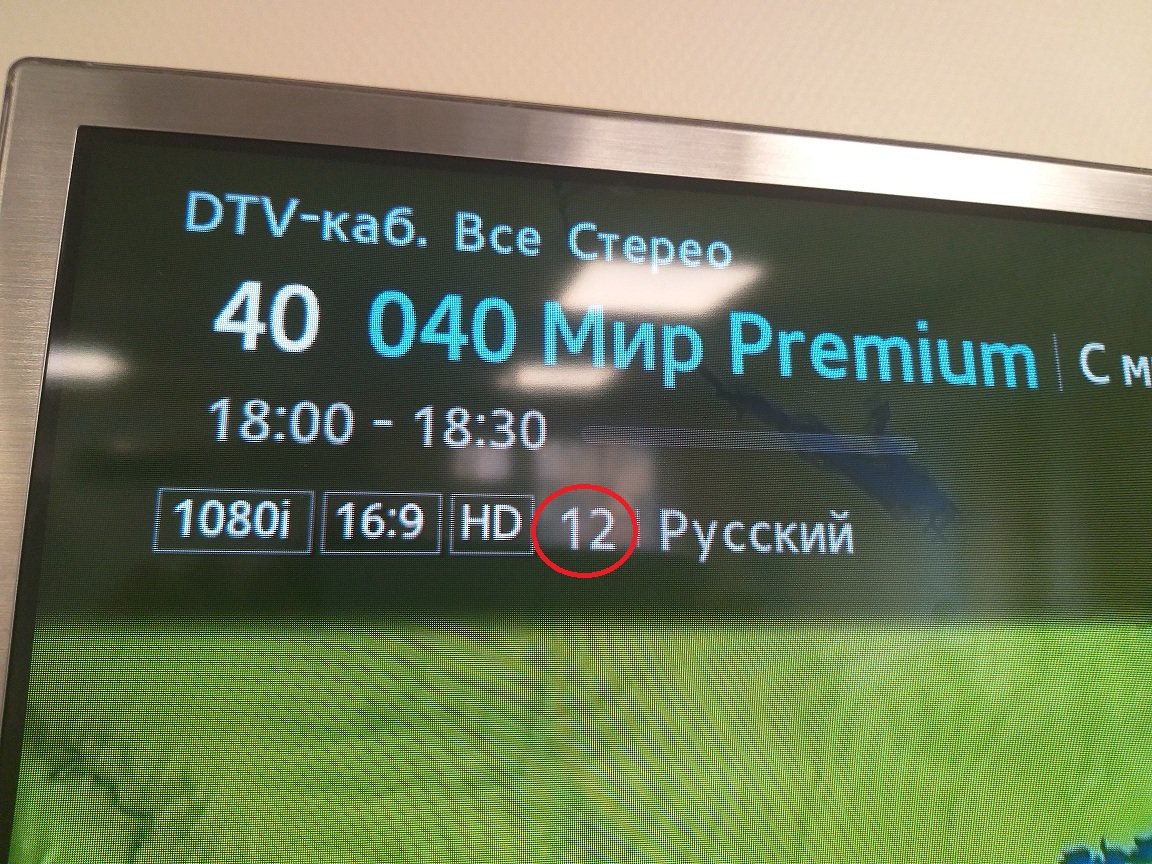 DTV-каб. Все Стерео
40 040 Мир Premium | С
18:00 - 18:30
1080i 16:9 HD 12 Русский